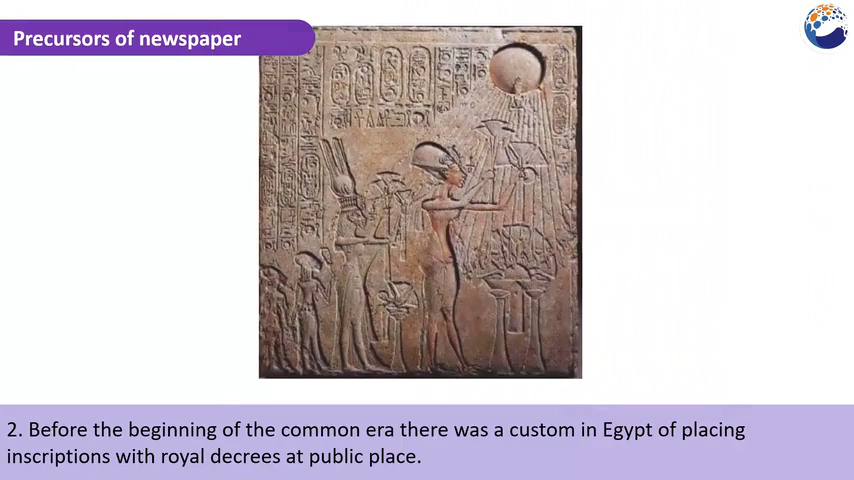 Precursors of newspaper
2. Before the beginning of the common era there was a custom in Egypt of placing
inscriptions with royal decrees at public place.